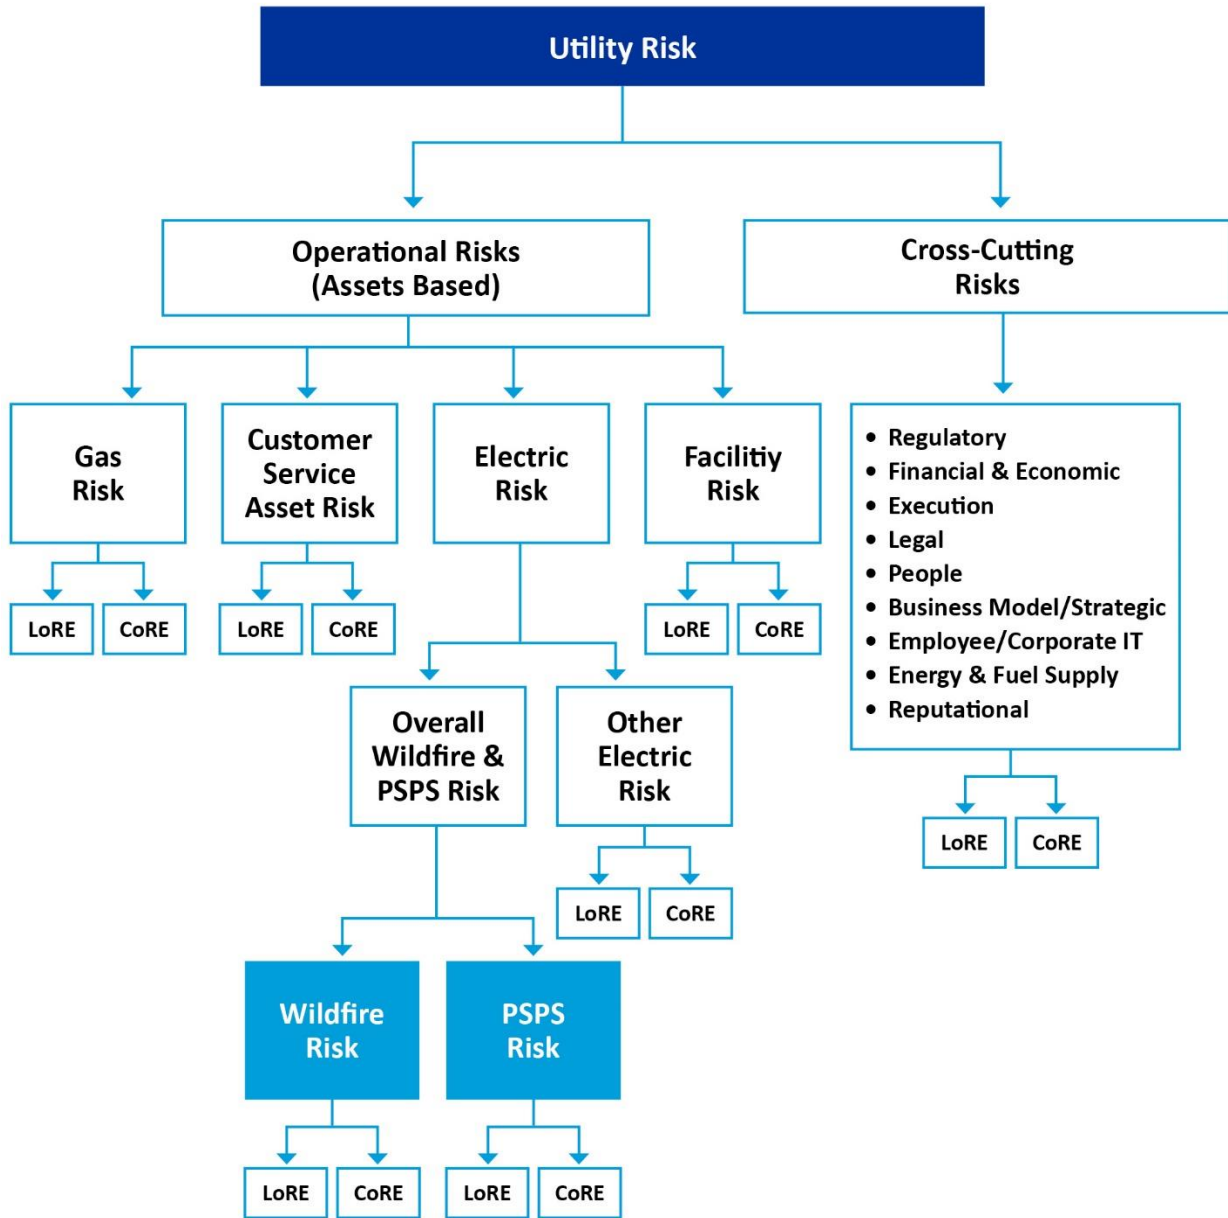 Utility Risk
Operational Risks
(Assets Based)
Cross-Cutting
Risks
Gas
Risk
Customer
Service
Asset Risk
Electric
Risk
Facilitiy
Risk
• Regulatory
• Financial & Economic
• Execution
• Legal
• People
• Business Model/Strategic
• Employee/Corporate IT
• Energy & Fuel Supply
• Reputational
LoRE
CoRE
LoRE
CoRE
LoRE
CoRE
Overall
Wildfire &
PSPS Risk
Other
Electric
Risk
LoRE
CoRE
LoRE
CoRE
Wildfire
Risk
PSPS
Risk
LoRE
CoRE
LoRE
CoRE